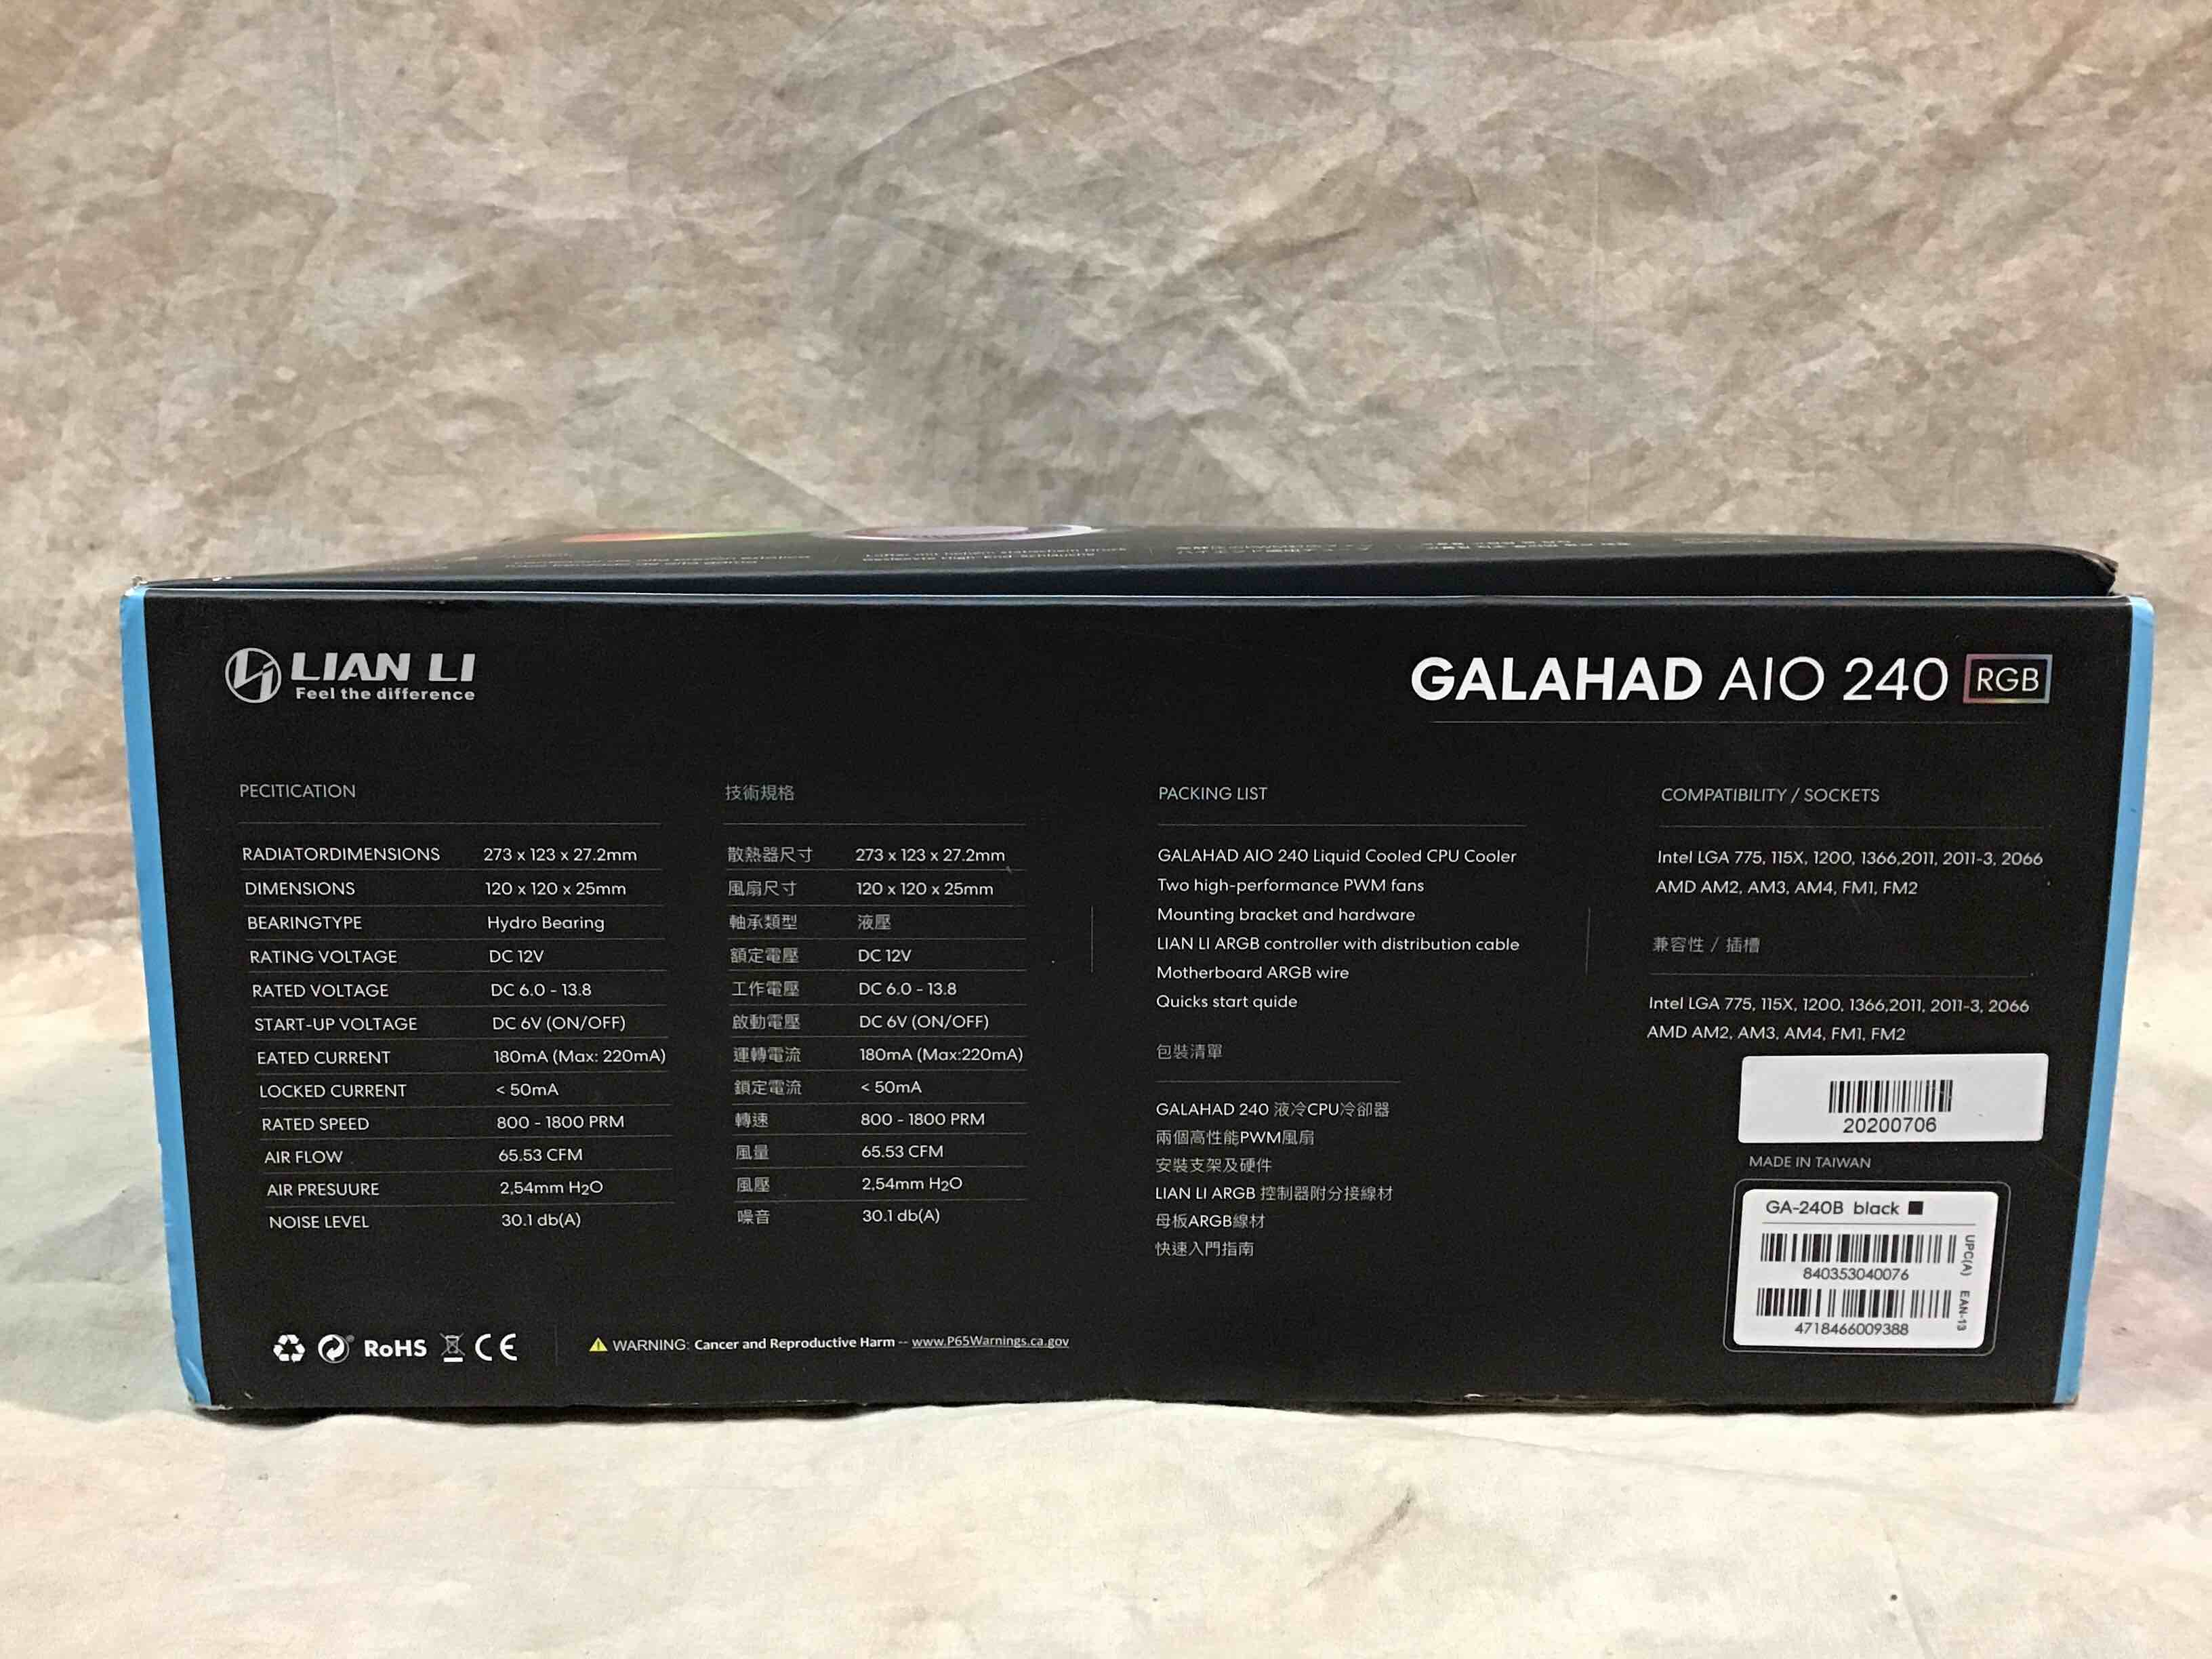 Lüfter mit hohem statischem Druck
LIAN LI
Feel the difference
GALAHAD AIO 240 RGB
PECITICATION
RADIATORDIMENSIONS 273 x 123 x 27.2mm
DIMENSIONS 120 x 120 x 25mm
BEARINGTYPE Hydro Bearing
RATING VOLTAGE DC 12V
RATED VOLTAGE DC 6.0 - 13.8
START-UP VOLTAGE DC 6V (ON/OFF)
EATED CURRENT 180mA (Max: 220mA)
LOCKED CURRENT < 50mA
RATED SPEED 800 - 1800 PRM
AIR FLOW 65.53 CFM
AIR PRESUURE 2,54mm H2O
NOISE LEVEL 30.1 db(A)
技術規格
散熱器尺寸 273 x 123 x 27.2mm
風扇尺寸 120 x 120 x 25mm
軸承類型 液壓
額定電壓 DC 12V
工作電壓 DC 6.0 - 13.8
啟動電壓 DC 6V (ON/OFF)
運轉電流 180mA (Max:220mA)
鎖定電流 < 50mA
轉速 800 - 1800 PRM
風量 65.53 CFM
風壓 2,54mm H2O
噪音 30.1 db(A)
PACKING LIST
GALAHAD AIO 240 Liquid Cooled CPU Cooler
Two high-performance PWM fans
Mounting bracket and hardware
LIAN LI ARGB controller with distribution cable
Motherboard ARGB wire
Quicks start quide
包裝清單
GALAHAD 240 液冷CPU冷卻器
兩個高性能PWM風扇
安裝支架及硬件
LIAN LI ARGB 控制器附分接線材
母板ARGB線材
快速入門指南
COMPATIBILITY / SOCKETS
Intel LGA 775, 115X, 1200, 1366,2011, 2011-3, 2066
AMD AM2, AM3, AM4, FM1, FM2
兼容性 / 插槽
Intel LGA 775, 115X, 1200, 1366,2011, 2011-3, 2066
AMD AM2, AM3, AM4, FM1, FM2
20200706
MADE IN TAIWAN
GA-240B black
UPC(A)
840353040076
EAN-13
4718466009388
RoHS CE
WARNING: Cancer and Reproductive Harm -- www.P65Warnings.ca.gov